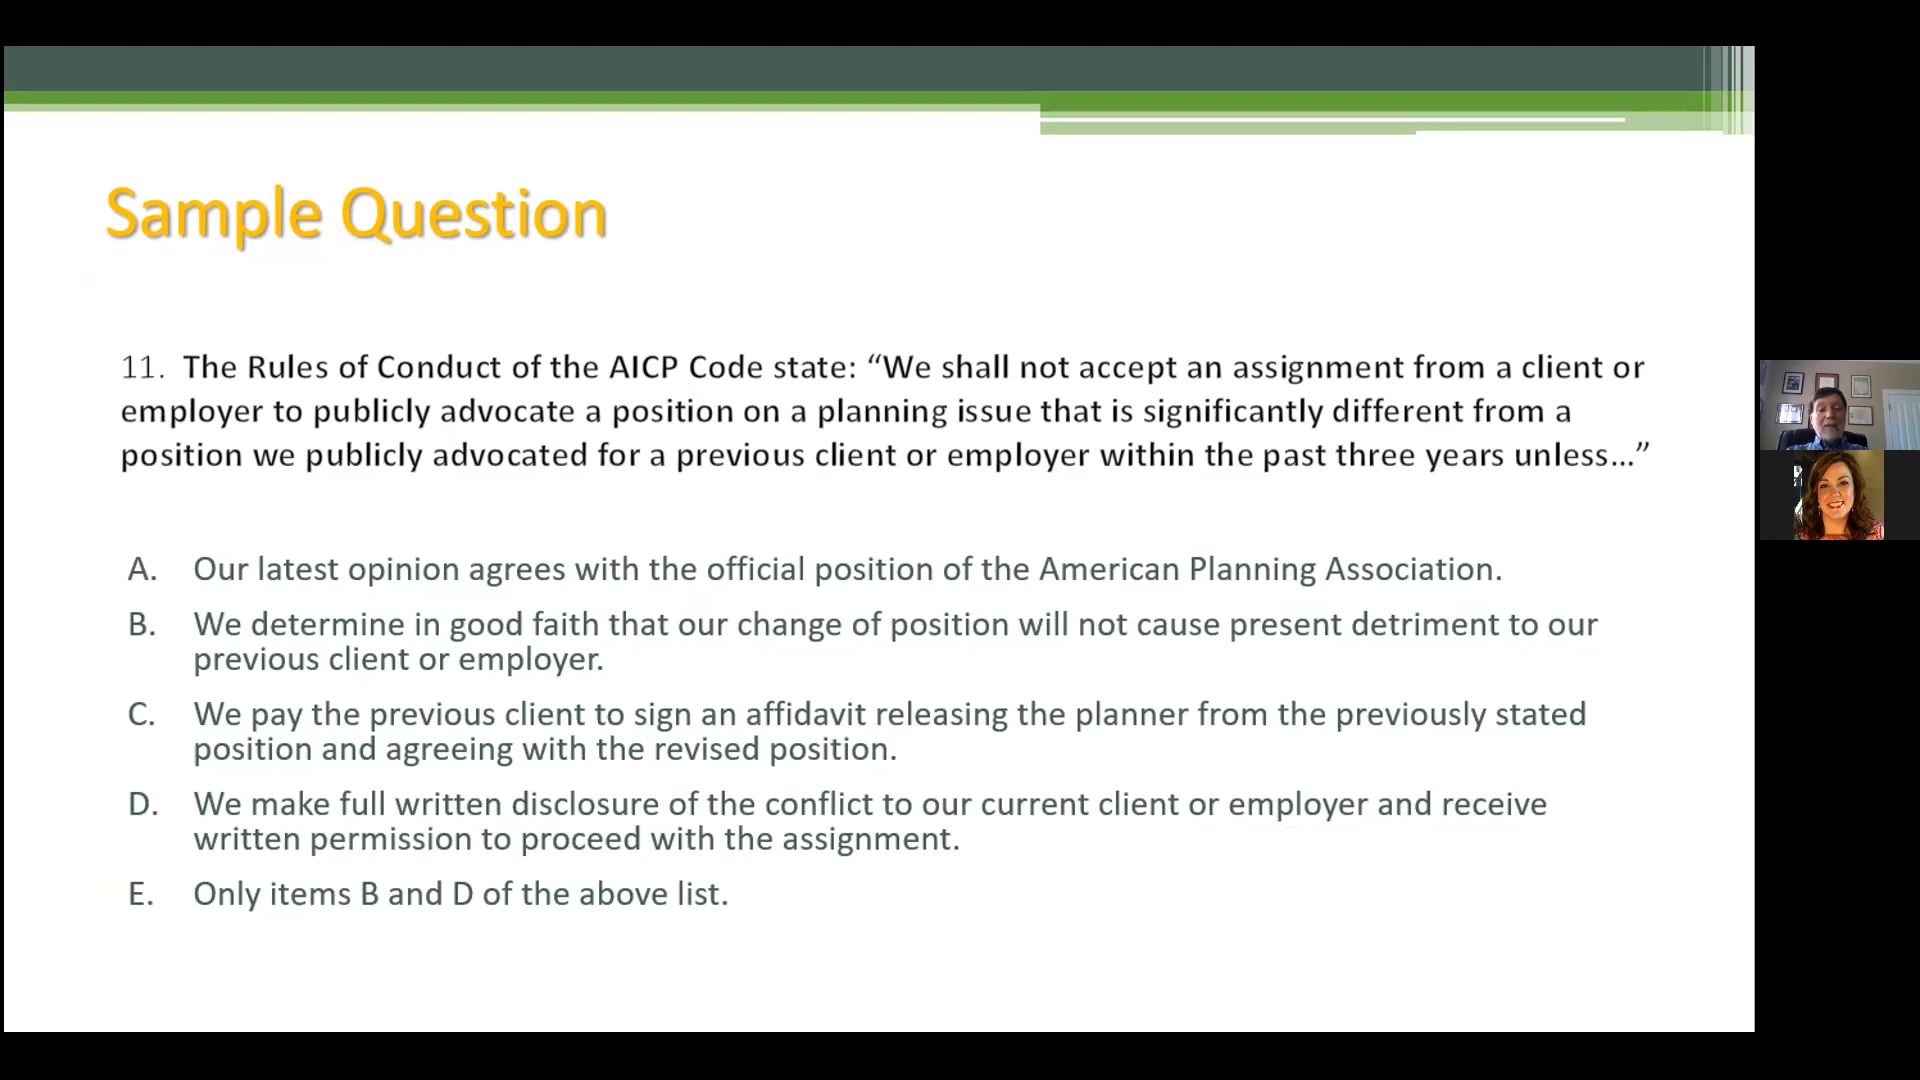 Sample Question
11. The Rules of Conduct of the AICP Code state: “We shall not accept an assignment from a client or
employer to publicly advocate a position on a planning issue that is significantly different from a
position we publicly advocated for a previous client or employer within the past three years unless...”
A. Our latest opinion agrees with the official position of the American Planning Association.
B. We determine in good faith that our change of position will not cause present detriment to our
previous client or employer.
C. We pay the previous client to sign an affidavit releasing the planner from the previously stated
position and agreeing with the revised position.
D. We make full written disclosure of the conflict to our current client or employer and receive
written permission to proceed with the assignment.
E. Only items B and D of the above list.